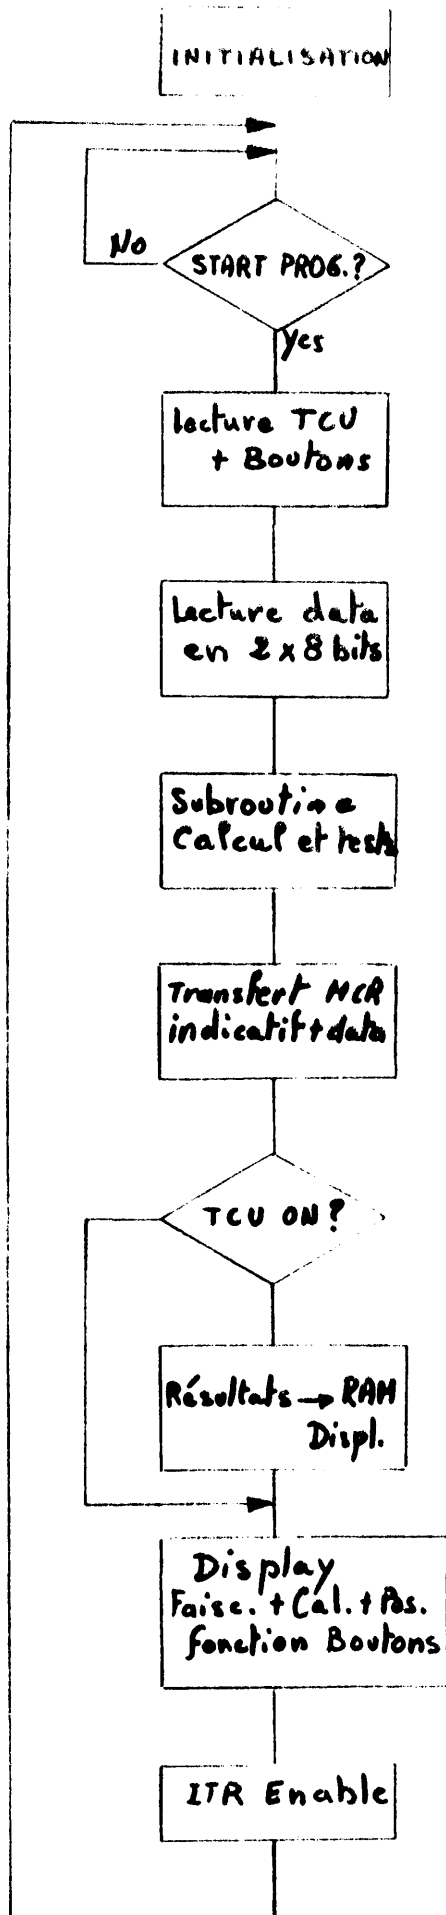 INITIALISATION
START PROG.?
No
Yes
Lecture TCU
+ Boutons
Lecture data
en 2 x 8 bits
Subroutine
Calcul et tests
Transfert MCR
indicatif + data
TCU ON?
Résultats → RAM
Displ.
Display
Faisc. + Cal. + Pos.
fonction Boutons
ITR Enable